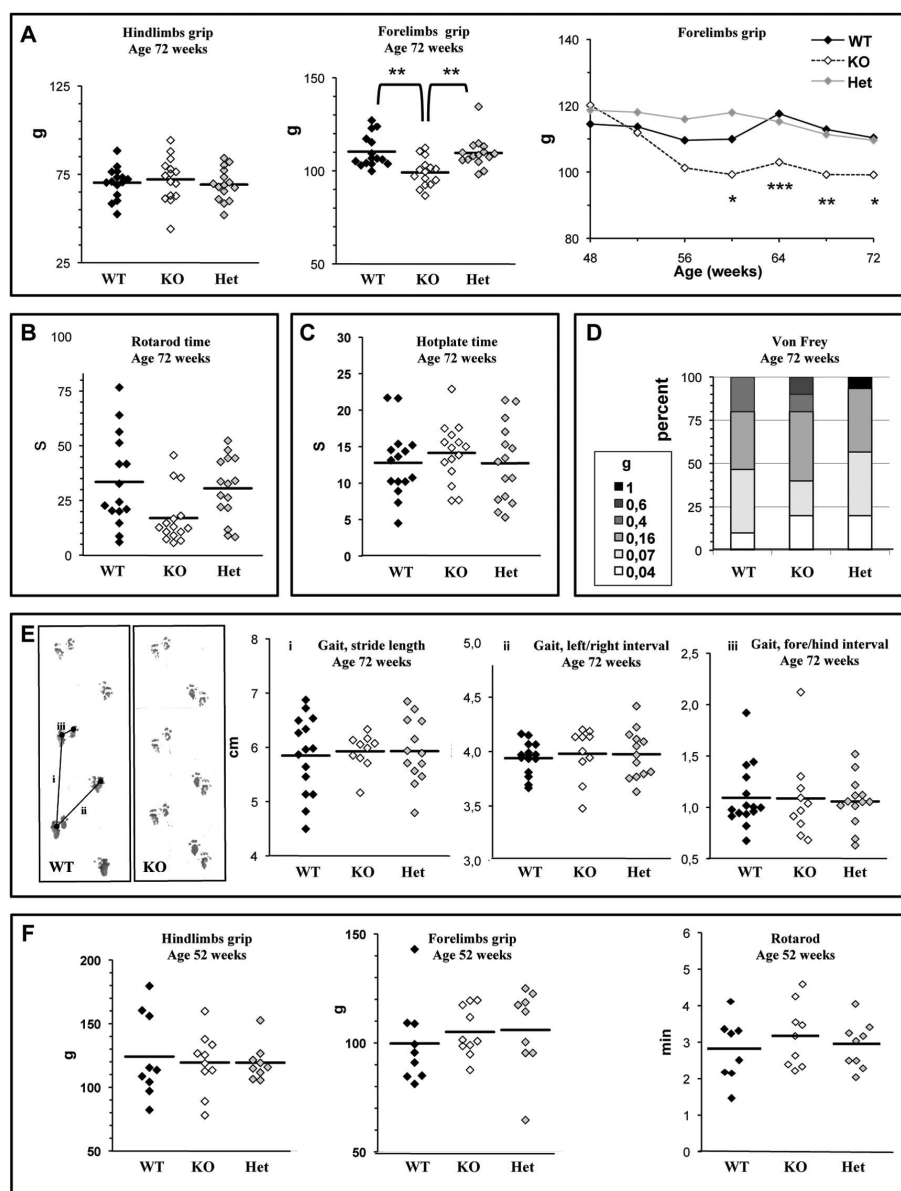 A
Hindlimbs grip
Age 72 weeks
g
125
75
25
WT
KO
Het
Forelimbs grip
Age 72 weeks
g
150
100
50
** **
WT
KO
Het
Forelimbs grip
WT
KO
Het
g
140
120
100
80
* *** ** *
48 56 64 72
Age (weeks)
B
Rotarod time
Age 72 weeks
S
100
75
50
25
0
WT
KO
Het
C
Hotplate time
Age 72 weeks
S
30
25
20
15
10
5
0
WT
KO
Het
D
Von Frey
Age 72 weeks
percent
100
50
0
g
1
0,6
0,4
0,16
0,07
0,04
WT
KO
Het
E
iii
i
ii
WT
KO
i
Gait, stride length
Age 72 weeks
cm
8
7
6
5
4
WT
KO
Het
ii
Gait, left/right interval
Age 72 weeks
5,0
4,5
4,0
3,5
3,0
WT
KO
Het
iii
Gait, fore/hind interval
Age 72 weeks
2,5
2,0
1,5
1,0
0,5
WT
KO
Het
F
Hindlimbs grip
Age 52 weeks
g
200
150
100
50
WT
KO
Het
Forelimbs grip
Age 52 weeks
g
150
100
50
WT
KO
Het
Rotarod
Age 52 weeks
min
6
5
4
3
2
1
0
WT
KO
Het